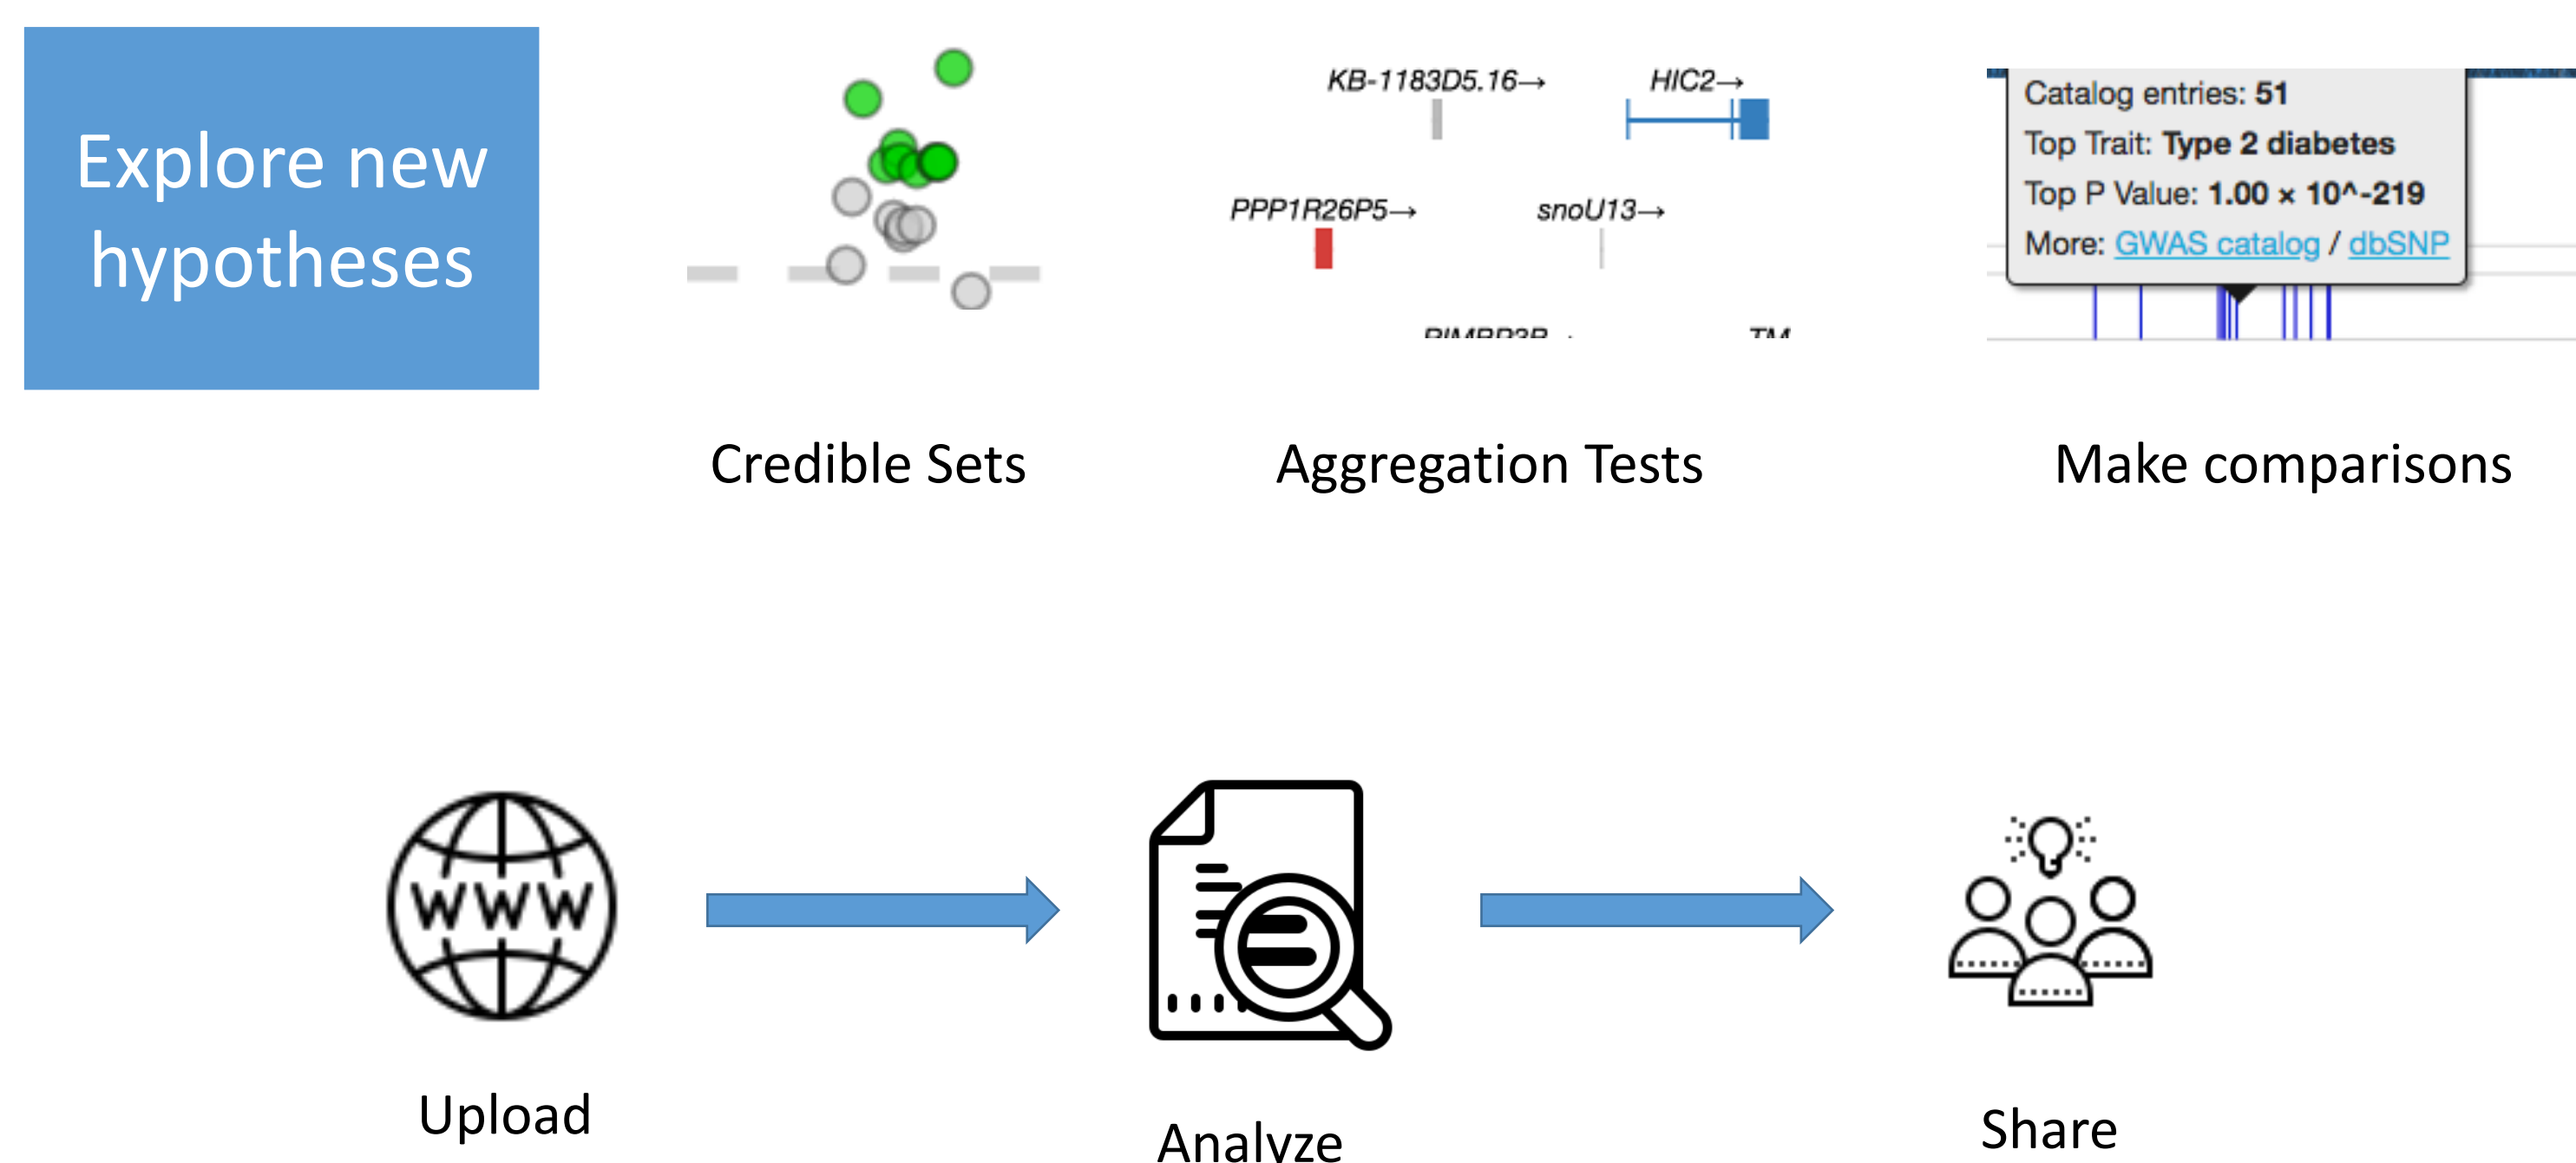 Explore new
hypotheses
KB-1183D5.16→
HIC2→
PPP1R26P5→
snoU13→
Catalog entries: 51
Top Trait: Type 2 diabetes
Top P Value: 1.00 × 10^-219
More: GWAS catalog / dbSNP
Credible Sets
Aggregation Tests
Make comparisons
WWW
Upload
Analyze
Share